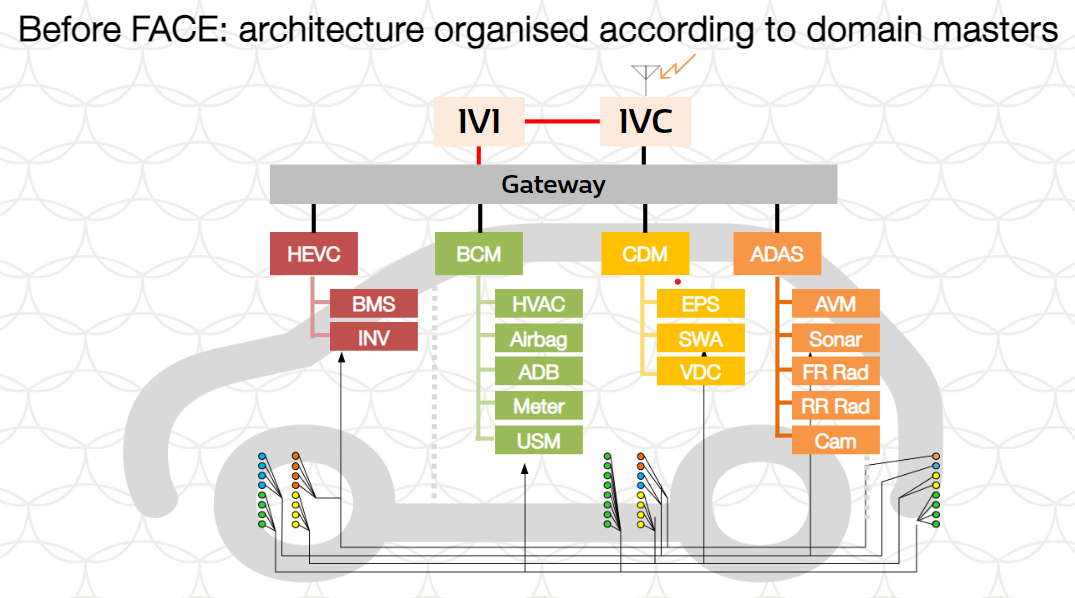 Before FACE: architecture organised according to domain masters
IVI
IVC
Gateway
HEVC
BCM
CDM
ADAS
BMS
INV
HVAC
Airbag
ADB
Meter
USM
EPS
SWA
VDC
AVM
Sonar
FR Rad
RR Rad
Cam